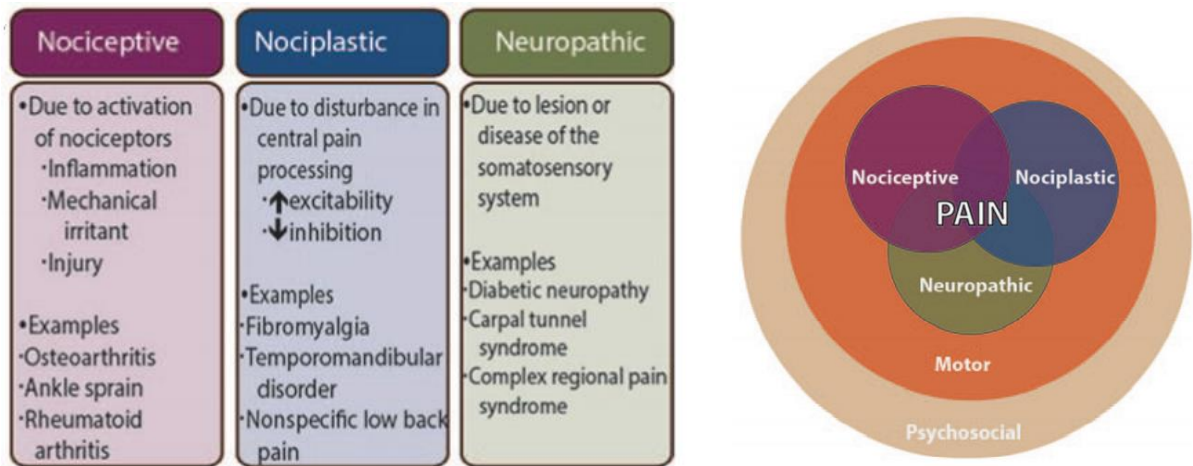 Nociceptive
•Due to activation
of nociceptors
·Inflammation
·Mechanical
irritant
·Injury
•Examples
·Osteoarthritis
·Ankle sprain
·Rheumatoid
arthritis
Nociplastic
•Due to disturbance in
central pain
processing
·↑excitability
·↓inhibition
•Examples
·Fibromyalgia
·Temporomandibular
disorder
·Nonspecific low back
pain
Neuropathic
•Due to lesion or
disease of the
somatosensory
system
•Examples
·Diabetic neuropathy
·Carpal tunnel
syndrome
·Complex regional pain
syndrome
Nociceptive
Nociplastic
PAIN
Neuropathic
Motor
Psychosocial